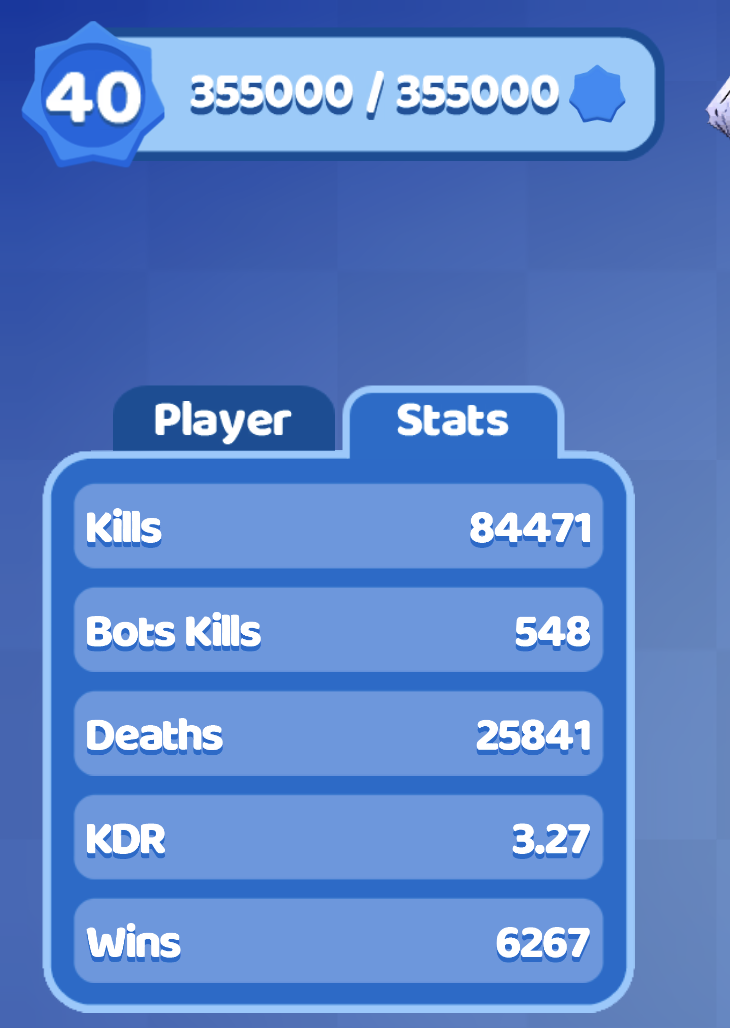 40 355000 / 355000
Player Stats
Kills 84471
Bots Kills 548
Deaths 25841
KDR 3.27
Wins 6267